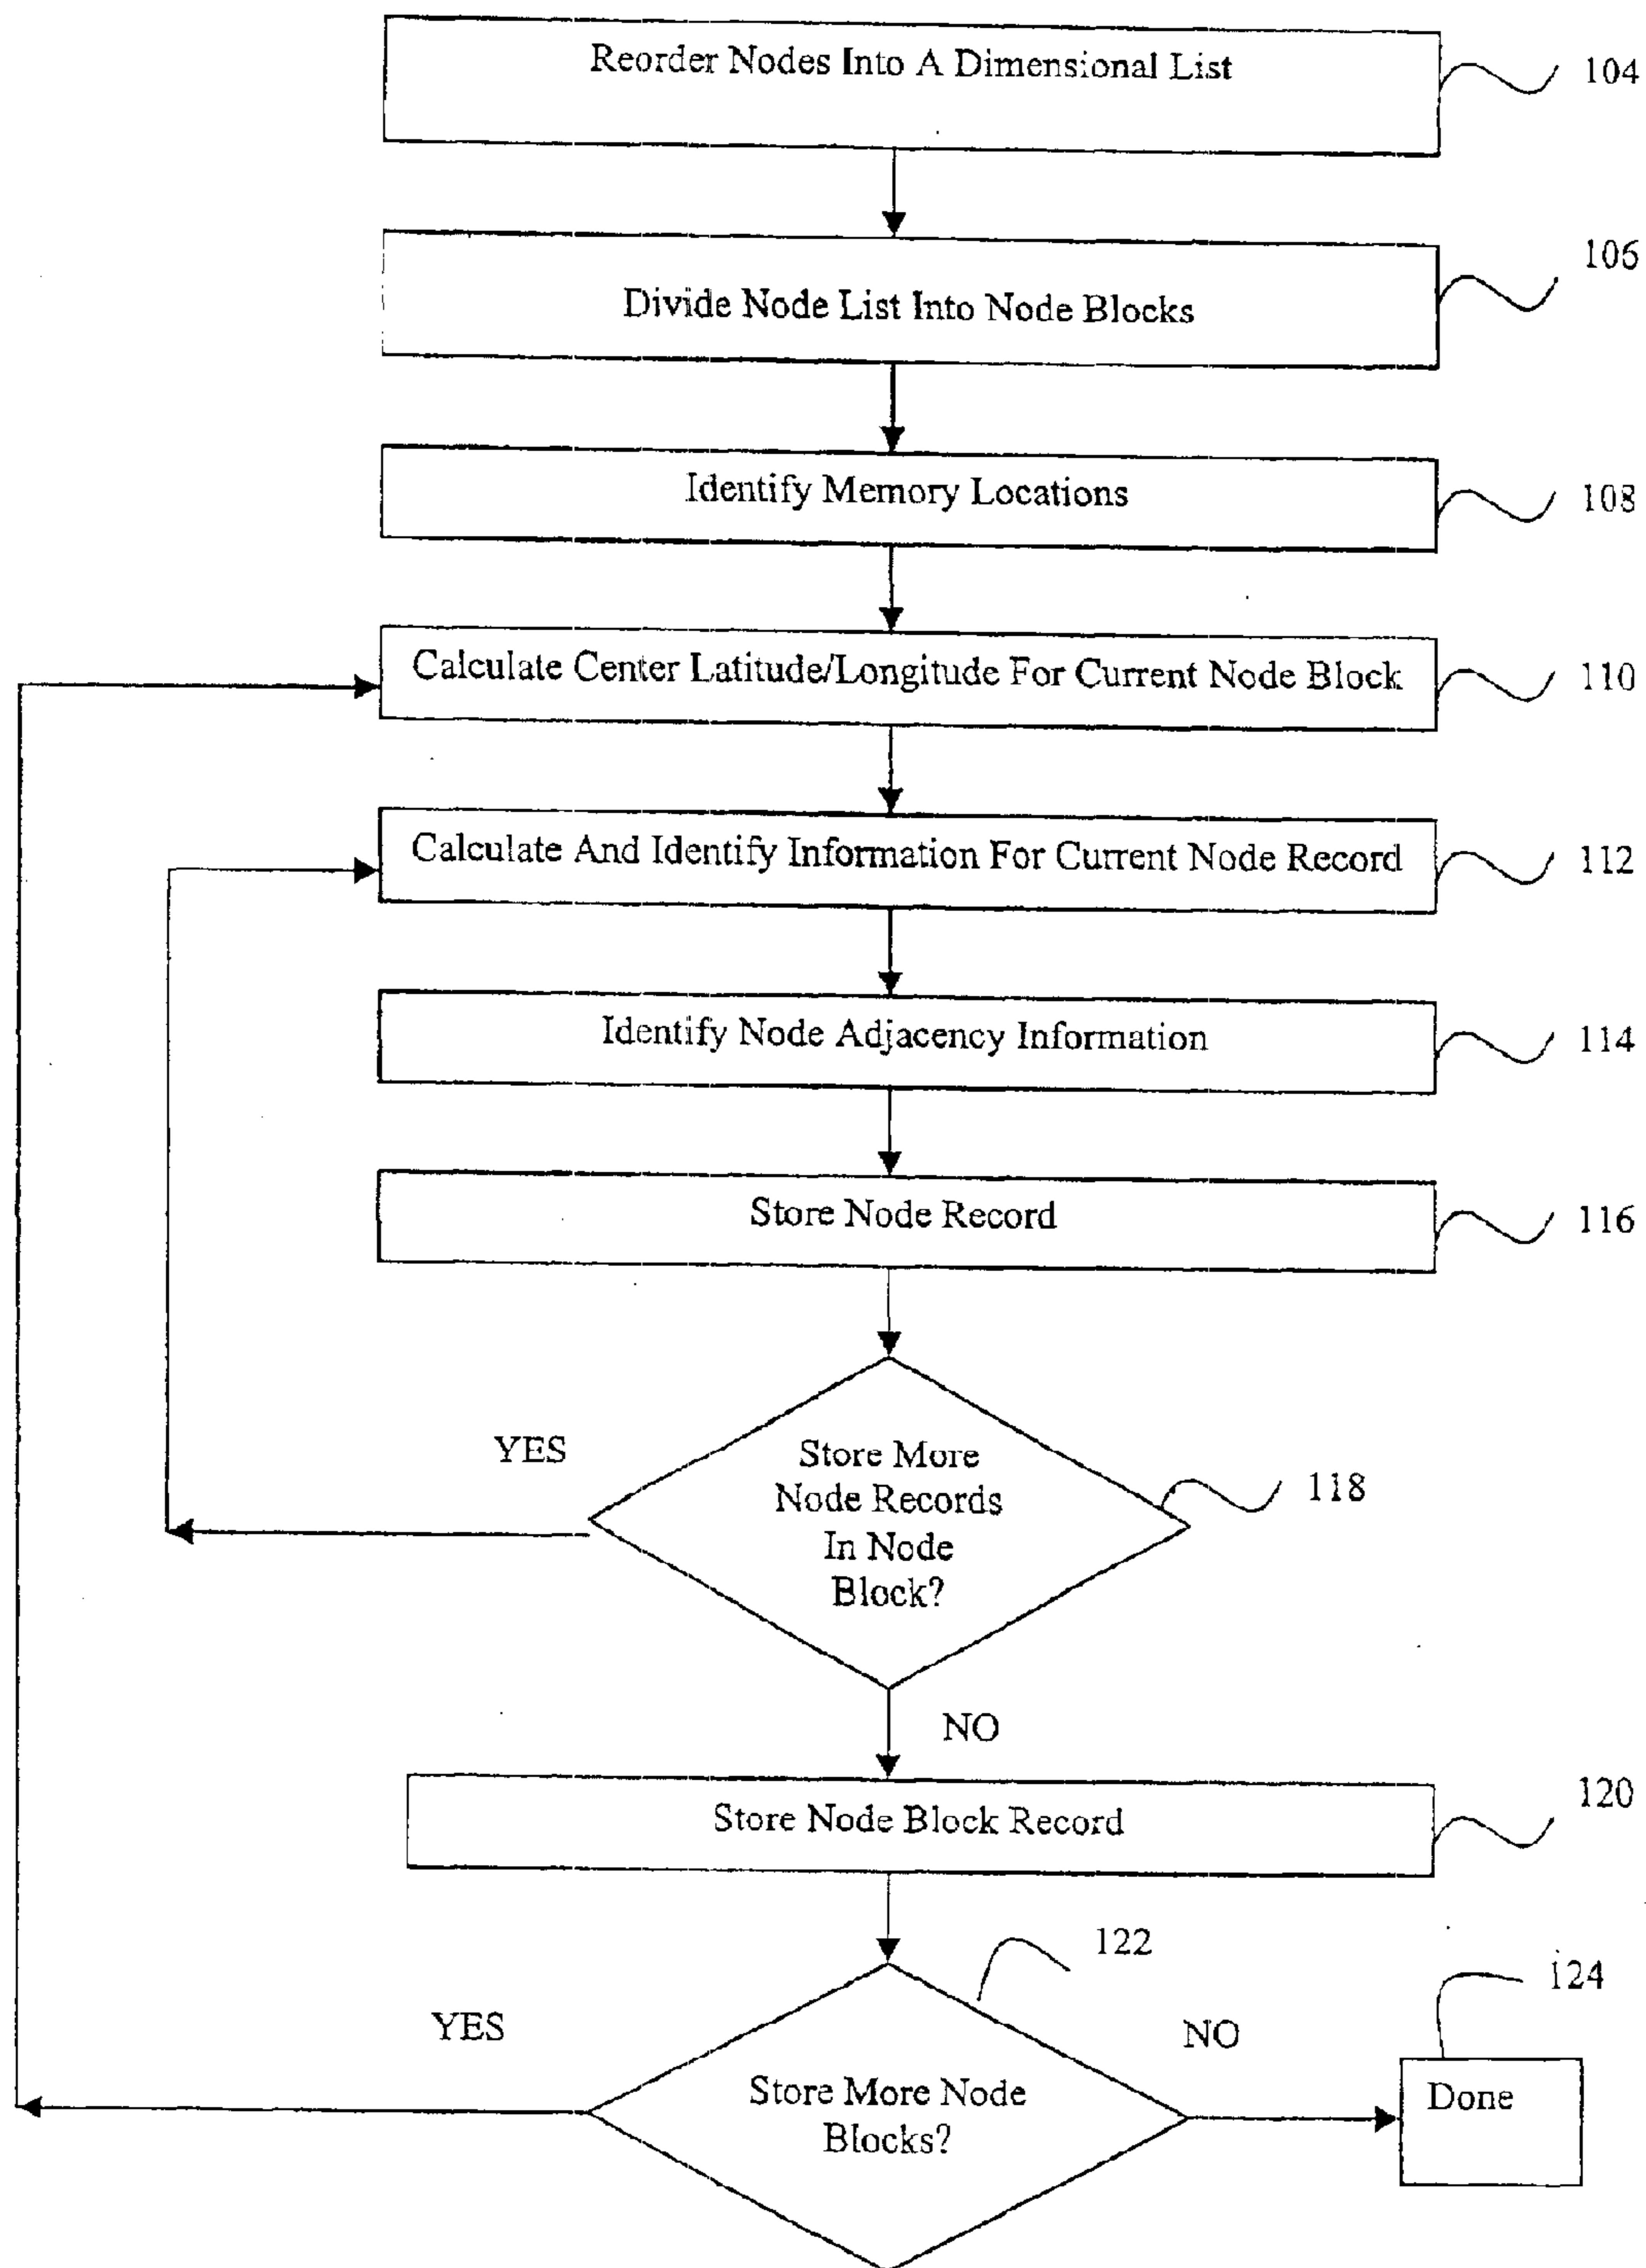 Reorder Nodes Into A Dimensional List
104
106
Divide Node List Into Node Blocks
Identify Memory Locations
108
Calculate Center Latitude/Longitude For Current Node Block
110
Calculate And Identify Information For Current Node Record
112
Identify Node Adjacency Information
114
Store Node Record
116
YES
Store More
Node Records
In Node
Block?
118
NO
120
Store Node Block Record
122
124
YES
NO
Store More Node
Blocks?
Done